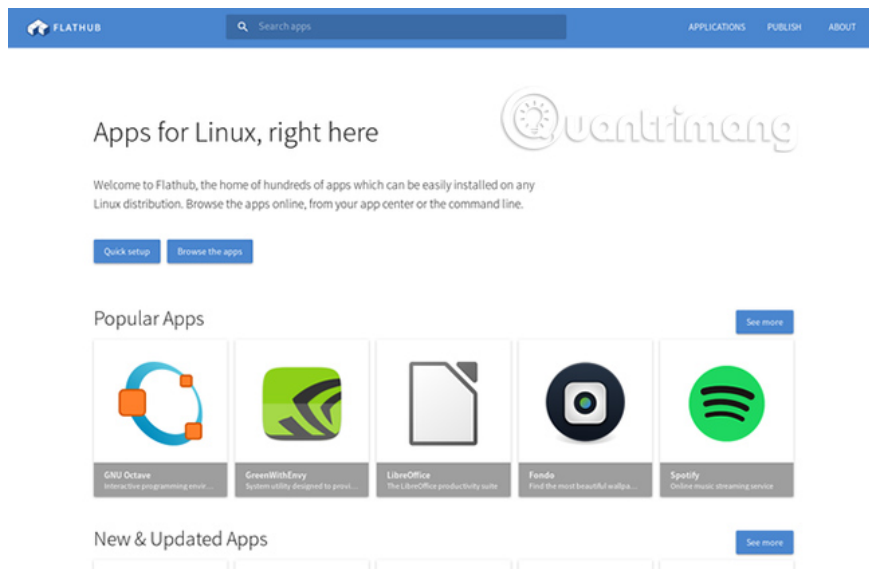 FLATHUB
Search apps
APPLICATIONS PUBLISH ABOUT
Quantrimang
Apps for Linux, right here
Welcome to Flathub, the home of hundreds of apps which can be easily installed on any
Linux distribution. Browse the apps online, from your app center or the command line.
Quick setup Browse the apps
Popular Apps See more
GNU Octave
Interactive programming envir...
GreenWithEnvy
System utility designed to provi...
LibreOffice
The LibreOffice productivity suite
Fondo
Find the most beautiful wallpa...
Spotify
Online music streaming service
New & Updated Apps See more